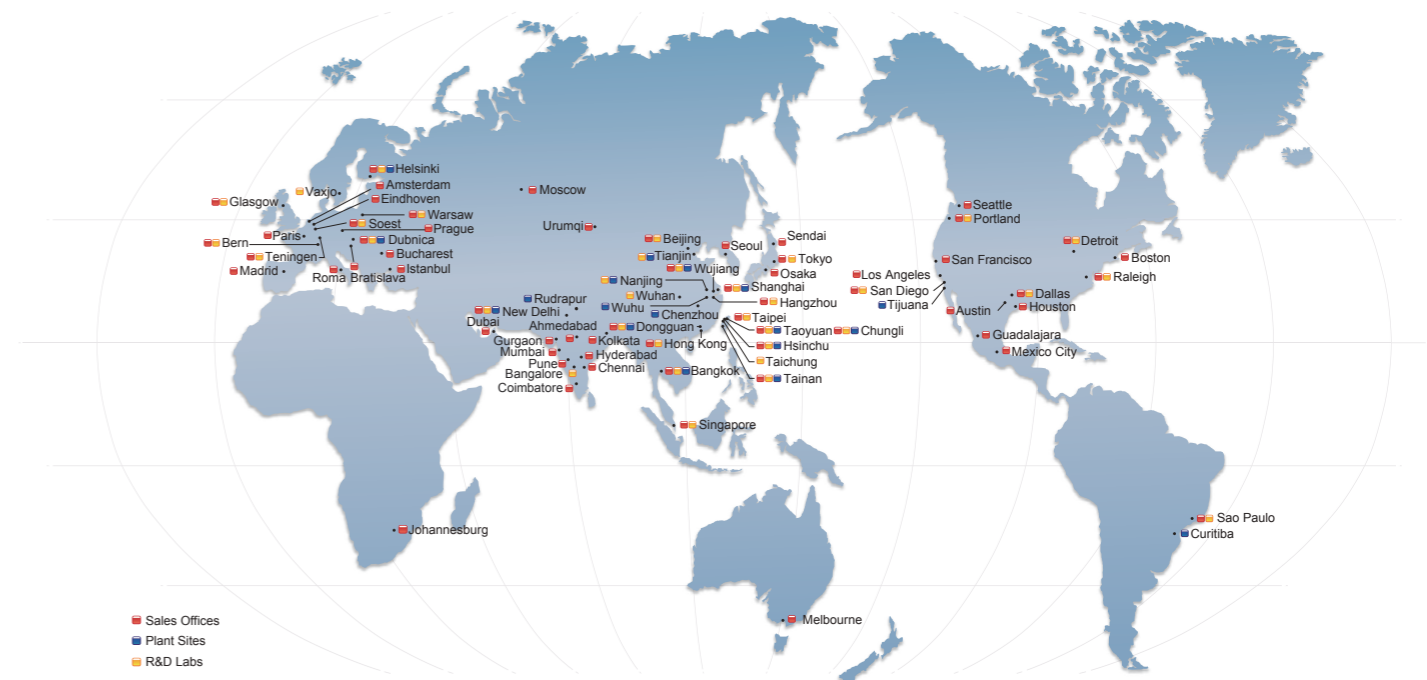 Helsinki
Amsterdam
Eindhoven
Vaxjo
Glasgow
Warsaw
Soest
Prague
Paris
Bern
Dubnica
Bucharest
Teningen
Madrid
Roma
Bratislava
Istanbul
Moscow
Urumqi
Beijing
Tianjin
Wujiang
Seoul
Sendai
Tokyo
Osaka
Nanjing
Shanghai
Wuhan
Hangzhou
Wuhu
Chenzhou
Rudrapur
New Delhi
Dubai
Ahmedabad
Dongguan
Taipei
Taoyuan
Chungli
Gurgaon
Kolkata
Hong Kong
Hsinchu
Mumbai
Hyderabad
Taichung
Pune
Chennai
Bangkok
Bangalore
Tainan
Coimbatore
Singapore
Seattle
Portland
Detroit
Boston
San Francisco
Los Angeles
Raleigh
San Diego
Dallas
Tijuana
Houston
Austin
Guadalajara
Mexico City
Sao Paulo
Curitiba
Johannesburg
Melbourne
Sales Offices
Plant Sites
R&D Labs